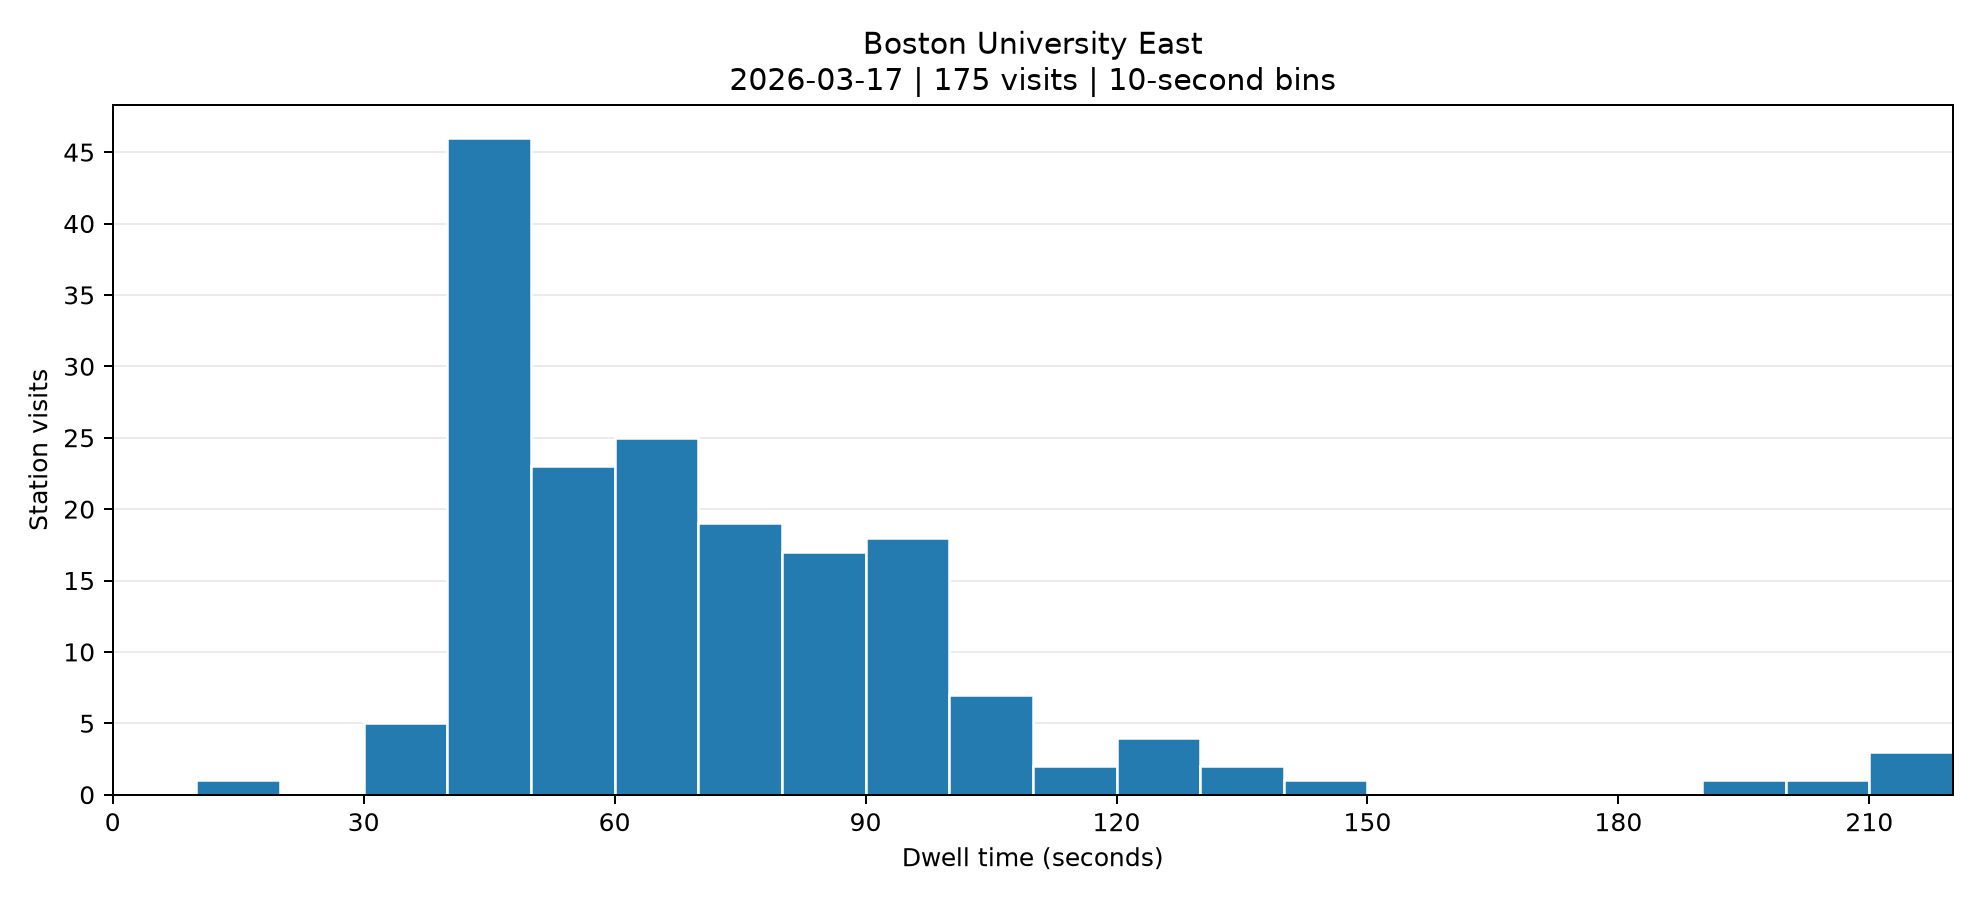 Boston University East
2026-03-17 | 175 visits | 10-second bins
Station visits
45
40
35
30
25
20
15
10
5
0
0 30 60 90 120 150 180 210
Dwell time (seconds)